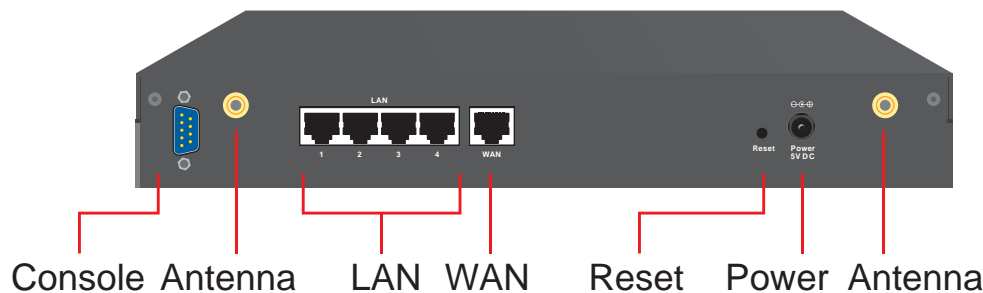 LAN
1 2 3 4
WAN
Reset
Power
5V DC
Console Antenna LAN WAN Reset Power Antenna